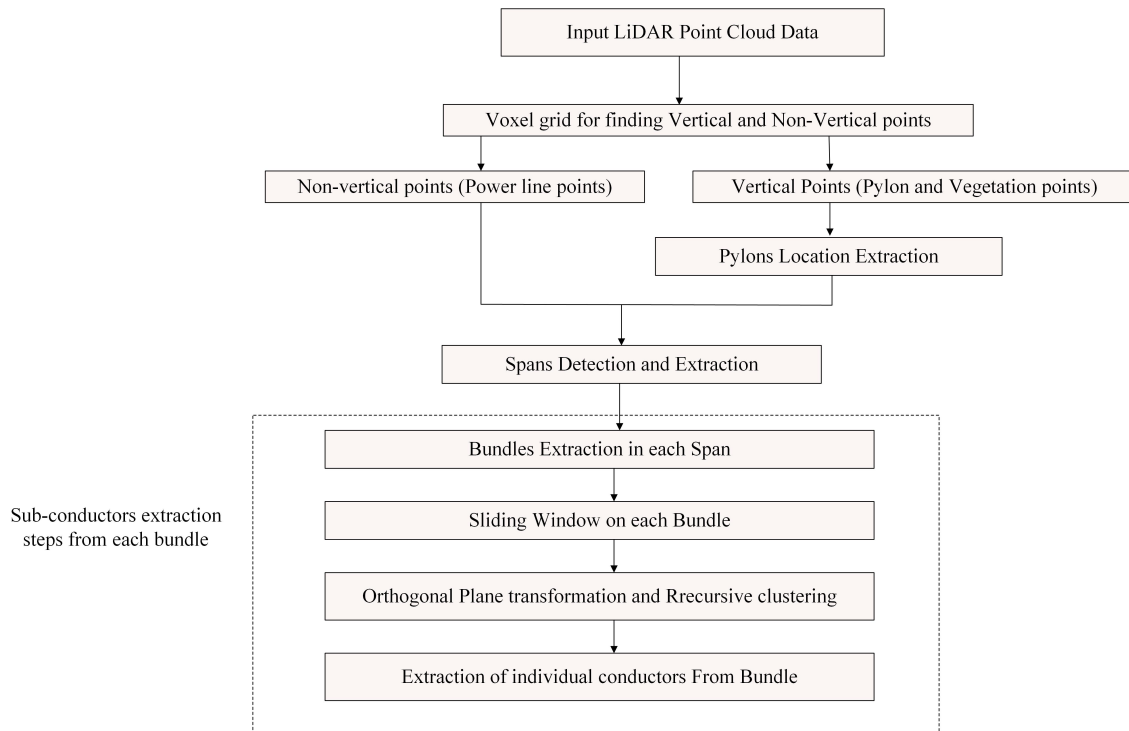 Input LiDAR Point Cloud Data
Voxel grid for finding Vertical and Non-Vertical points
Non-vertical points (Power line points)
Vertical Points (Pylon and Vegetation points)
Pylons Location Extraction
Spans Detection and Extraction
Bundles Extraction in each Span
Sliding Window on each Bundle
Sub-conductors extraction
steps from each bundle
Orthogonal Plane transformation and Rrecursive clustering
Extraction of individual conductors From Bundle